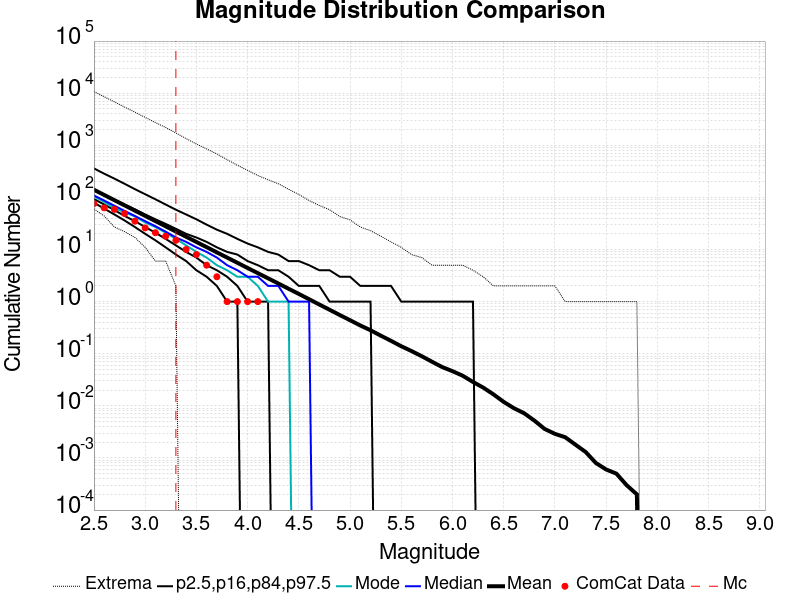 Magnitude Distribution Comparison
10^5
10^4
10^3
10^2
10^1
10^0
10^-1
10^-2
10^-3
10^-4
Cumulative Number
2.5 3.0 3.5 4.0 4.5 5.0 5.5 6.0 6.5 7.0 7.5 8.0 8.5 9.0
Magnitude
Extrema p2.5,p16,p84,p97.5 Mode Median Mean ComCat Data Mc